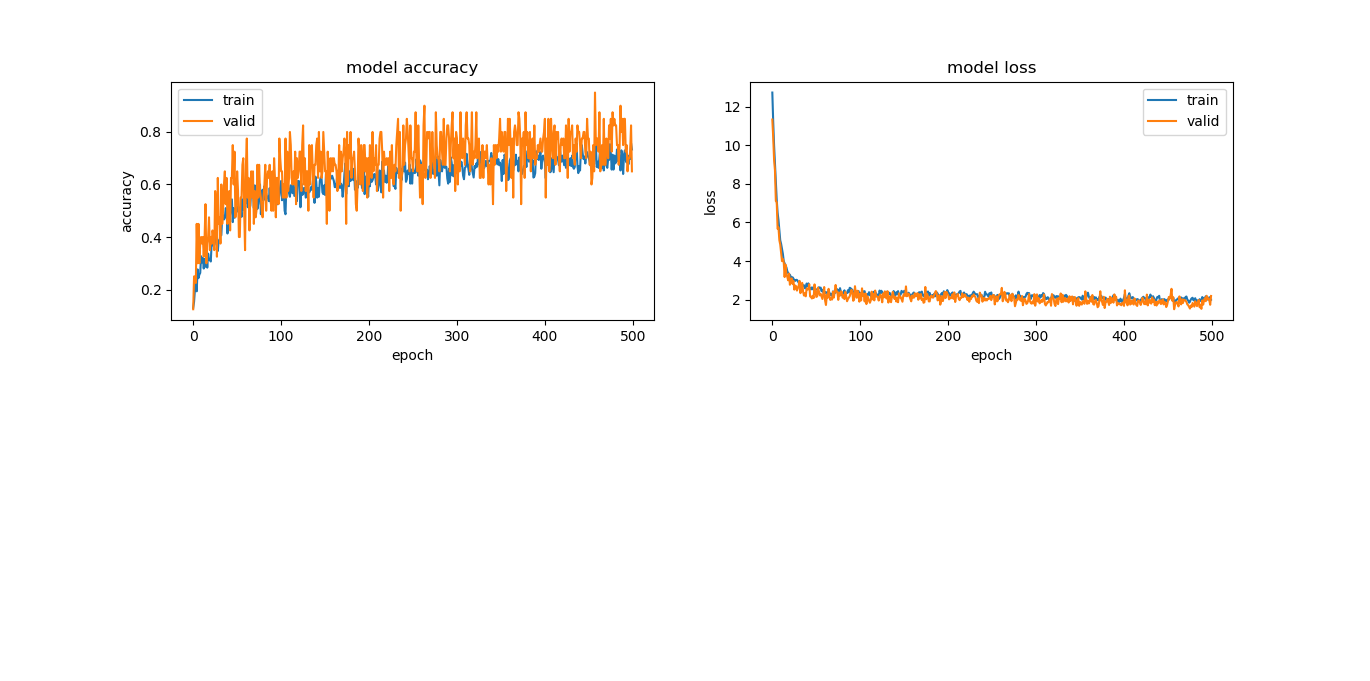 model accuracy
train
valid
0.8
0.6
0.4
0.2
accuracy
0 100 200 300 400 500
epoch
model loss
train
valid
12
10
8
6
4
2
loss
0 100 200 300 400 500
epoch